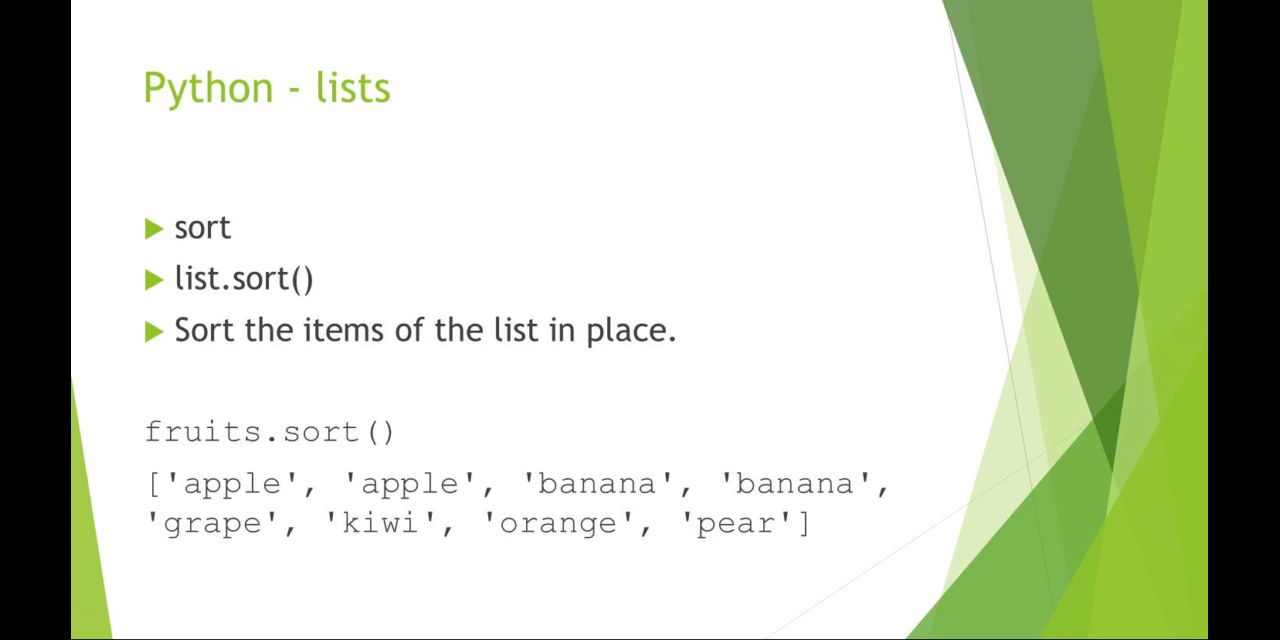 Python - lists
sort
list.sort()
Sort the items of the list in place.
fruits.sort()
['apple', 'apple', 'banana', 'banana',
'grape', 'kiwi', 'orange', 'pear']